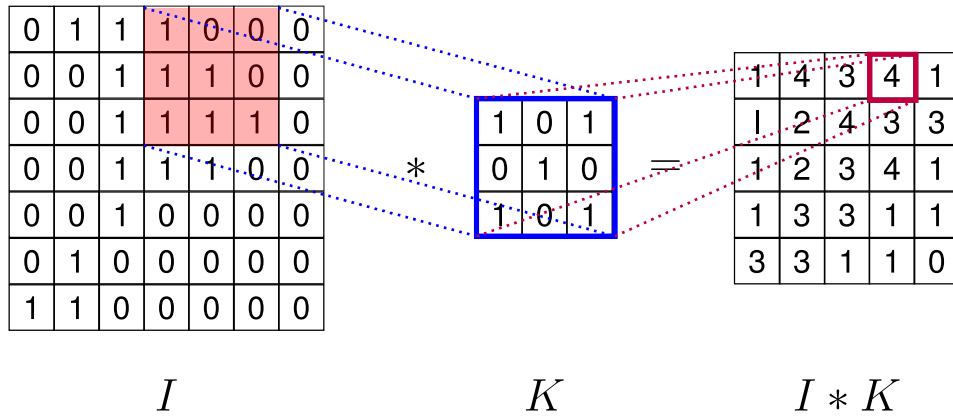 0 1 1 1 0 0 0
0 0 1 1 1 0 0
0 0 1 1 1 1 0
0 0 1 1 1 0 0
0 0 1 0 0 0 0
0 1 0 0 0 0 0
1 1 0 0 0 0 0
*
1 0 1
0 1 0
1 0 1
=
1 4 3 4 1
l 2 4 3 3
1 2 3 4 1
1 3 3 1 1
3 3 1 1 0
I
K
I * K